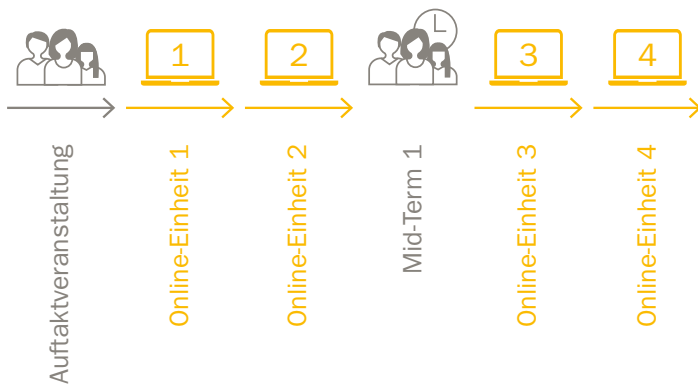 1
2
3
4
Auftaktveranstaltung
Online-Einheit 1
Online-Einheit 2
Mid-Term 1
Online-Einheit 3
Online-Einheit 4